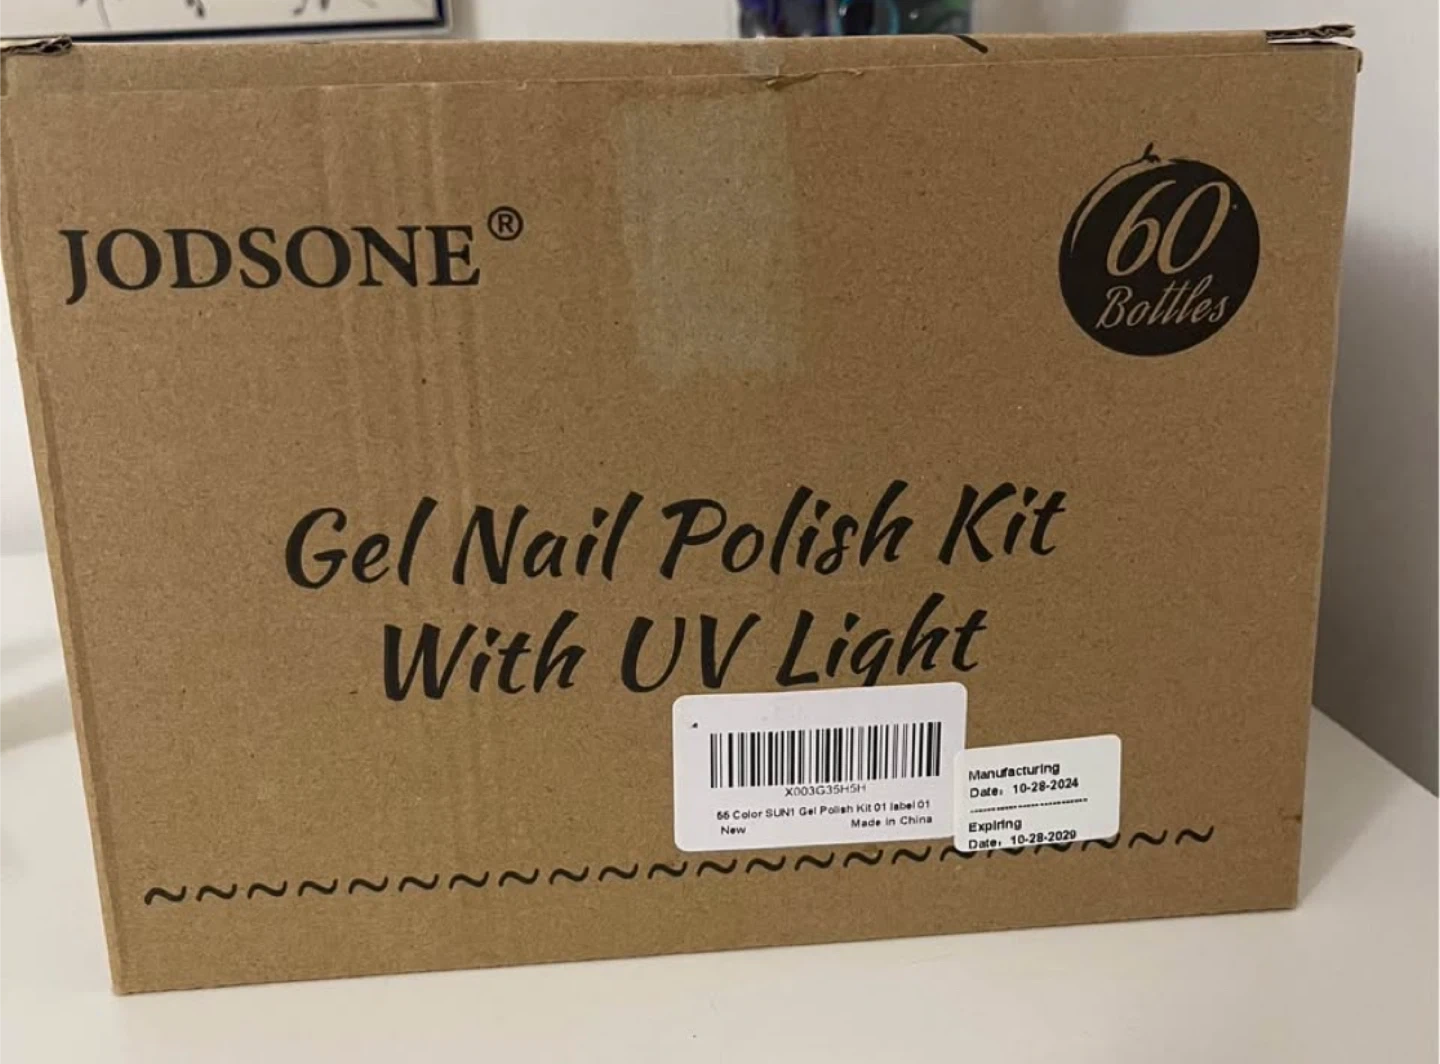 JODSONE®
60
Bottles
Gel Nail Polish Kit
With UV Light
X003G35H5H
56 Color SUN1 Gel Polish Kit 01 label 01
New Made in China
Manufacturing
Date: 10-28-2024
Expiring
Date: 10-28-2029